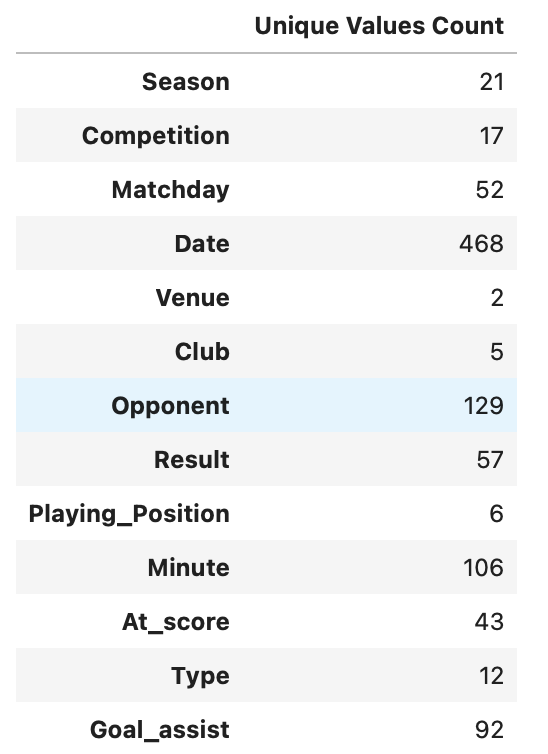 Unique Values Count
Season 21
Competition 17
Matchday 52
Date 468
Venue 2
Club 5
Opponent 129
Result 57
Playing_Position 6
Minute 106
At_score 43
Type 12
Goal_assist 92